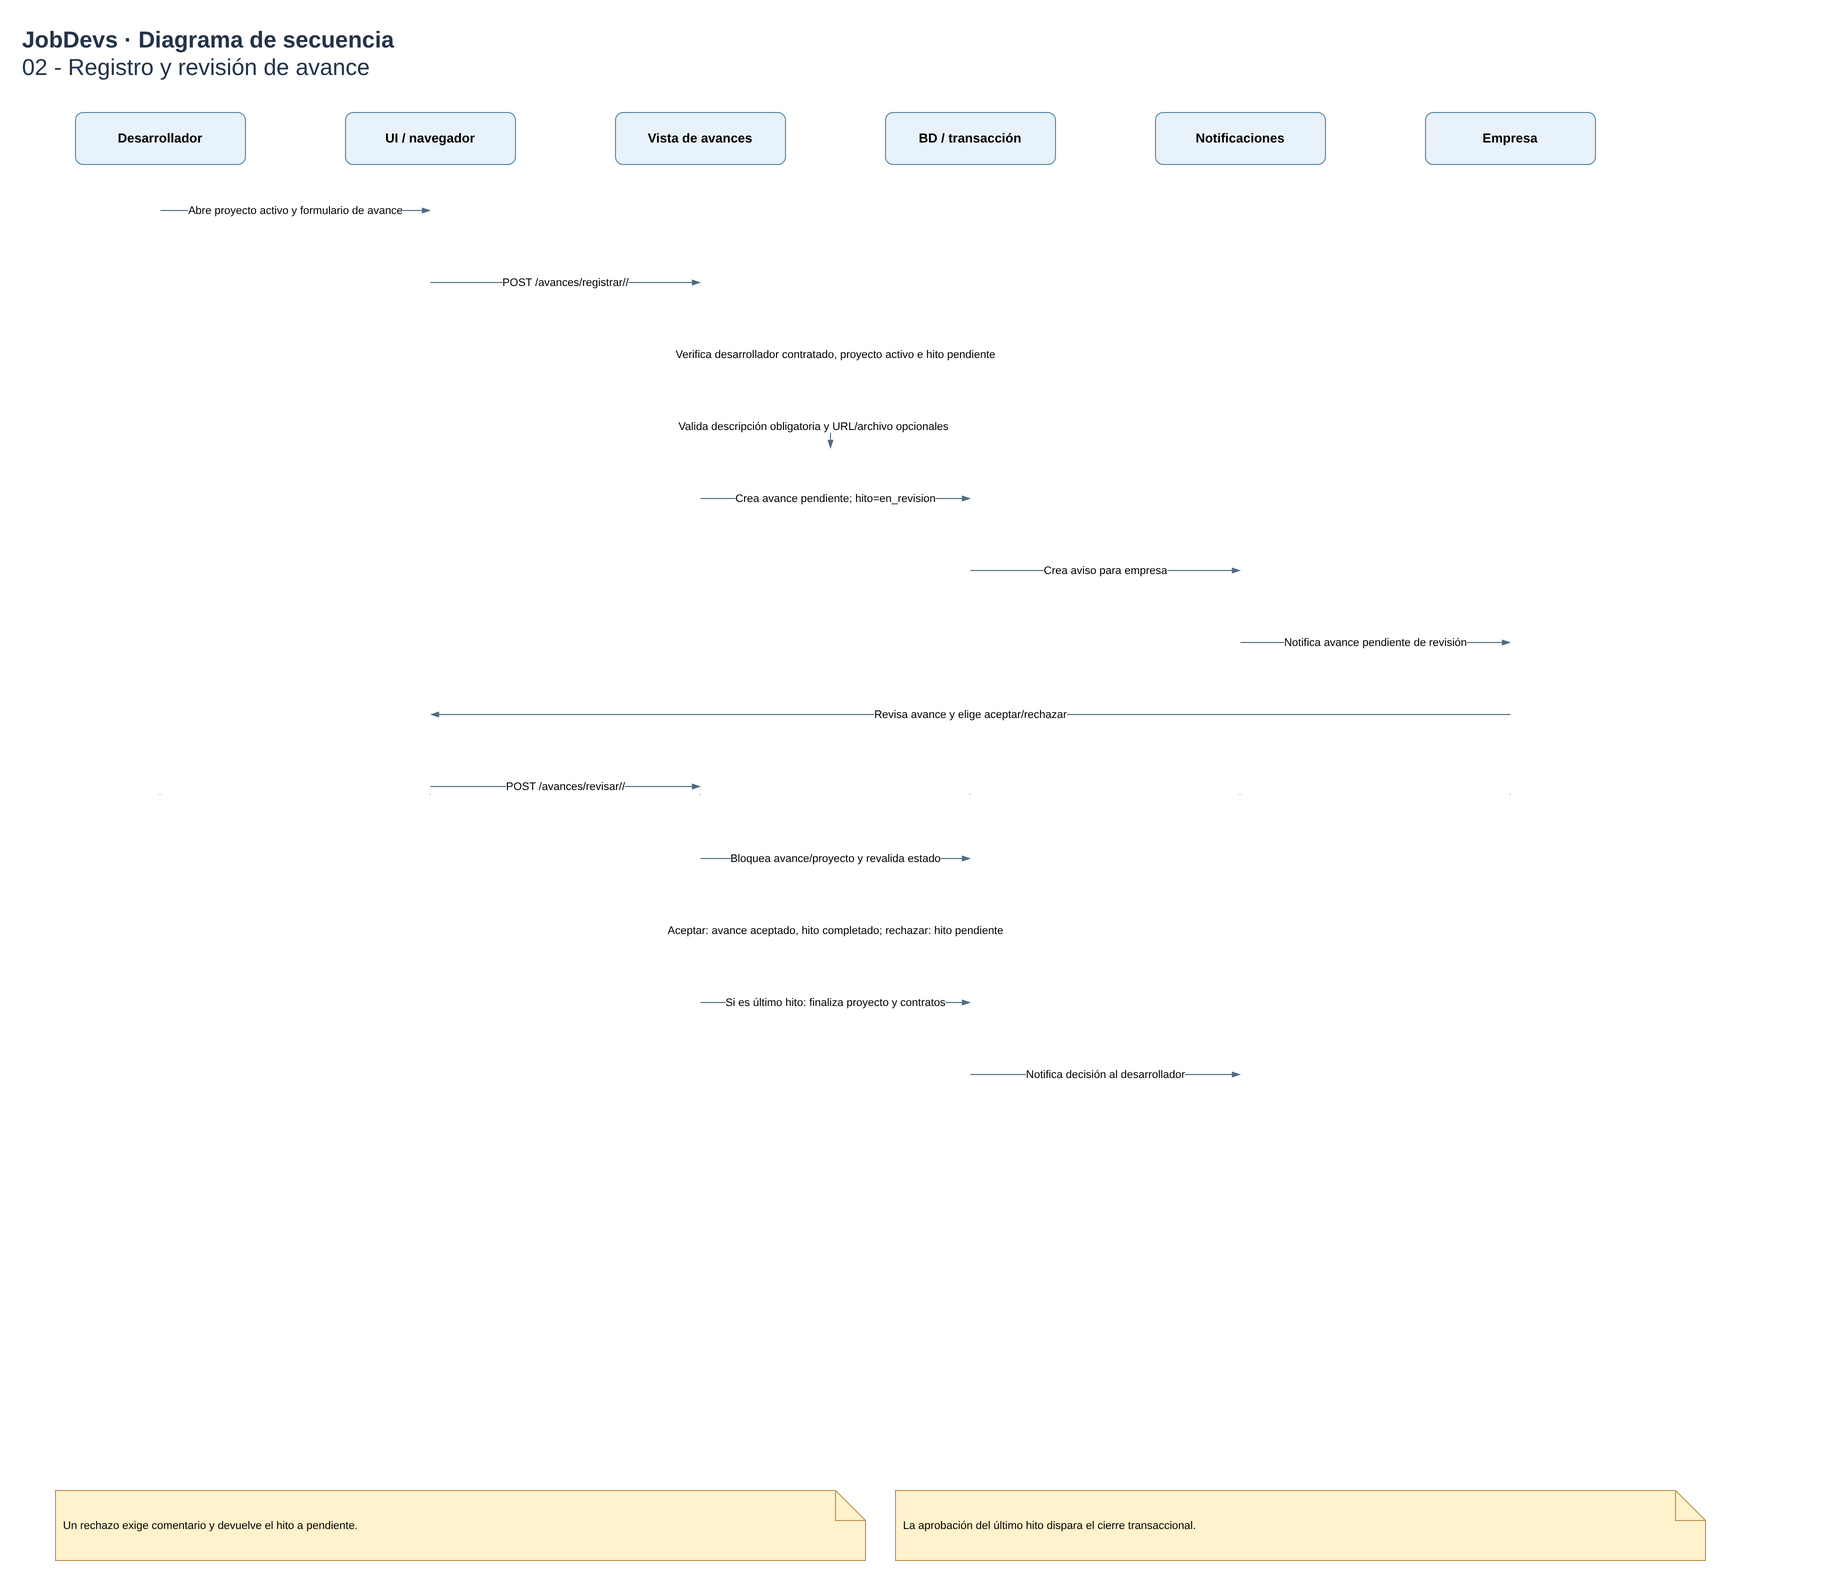 JobDevs · Diagrama de secuencia
02 - Registro y revisión de avance
Desarrollador
UI / navegador
Vista de avances
BD / transacción
Notificaciones
Empresa
Abre proyecto activo y formulario de avance
POST /avances/registrar//
Verifica desarrollador contratado, proyecto activo e hito pendiente
Valida descripción obligatoria y URL/archivo opcionales
Crea avance pendiente; hito=en_revision
Crea aviso para empresa
Notifica avance pendiente de revisión
Revisa avance y elige aceptar/rechazar
POST /avances/revisar//
Bloquea avance/proyecto y revalida estado
Aceptar: avance aceptado, hito completado; rechazar: hito pendiente
Si es último hito: finaliza proyecto y contratos
Notifica decisión al desarrollador
Un rechazo exige comentario y devuelve el hito a pendiente.
La aprobación del último hito dispara el cierre transaccional.